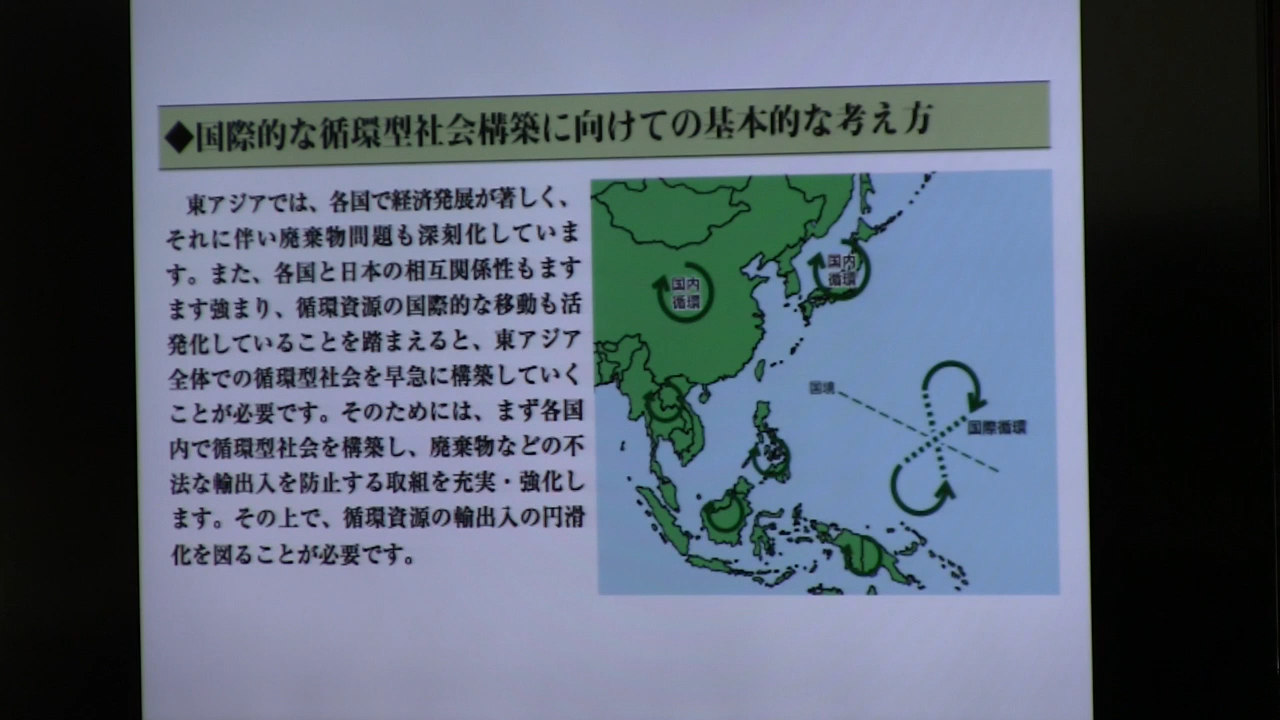 ◆国際的な循環型社会構築に向けての基本的な考え方
東アジアでは、各国で経済発展が著しく、
それに伴い廃棄物問題も深刻化していま
す。また、各国と日本の相互関係性もます
ます強まり、循環資源の国際的な移動も活
発化していることを踏まえると、東アジア
全体での循環型社会を早急に構築していく
ことが必要です。そのためには、まず各国
内で循環型社会を構築し、廃棄物などの不
法な輸出入を防止する取組を充実・強化し
ます。その上で、循環資源の輸出入の円滑
化を図ることが必要です。
国内
循環
国内
循環
国境
国際循環